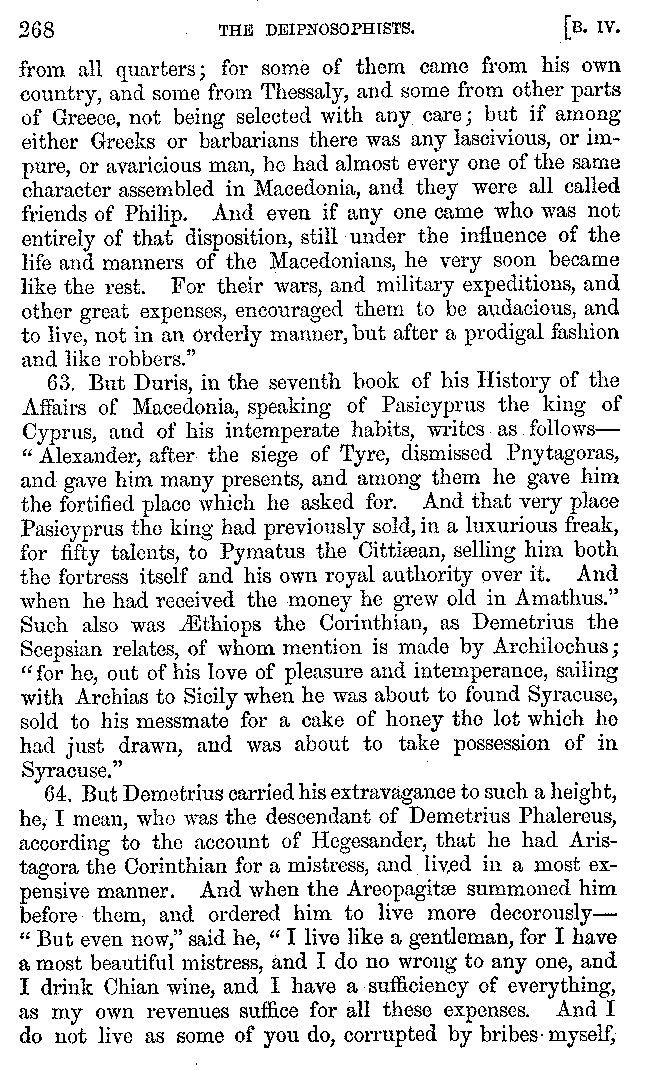 268 THE DEIPNOSOPHISTS. [B. IV.
from all quarters; for some of them came from his own
country, and some from Thessaly, and some from other parts
of Greece, not being selected with any care; but if among
either Greeks or barbarians there was any lascivious, or im-
pure, or avaricious man, he had almost every one of the same
character assembled in Macedonia, and they were all called
friends of Philip. And even if any one came who was not
entirely of that disposition, still under the influence of the
life and manners of the Macedonians, he very soon became
like the rest. For their wars, and military expeditions, and
other great expenses, encouraged them to be audacious, and
to live, not in an orderly manner, but after a prodigal fashion
and like robbers.”
63. But Duris, in the seventh book of his History of the
Affairs of Macedonia, speaking of Pasicyprus the king of
Cyprus, and of his intemperate habits, writes as follows—
“Alexander, after the siege of Tyre, dismissed Pnytagoras,
and gave him many presents, and among them he gave him
the fortified place which he asked for. And that very place
Pasicyprus the king had previously sold, in a luxurious freak,
for fifty talents, to Pymatus the Cittiæan, selling him both
the fortress itself and his own royal authority over it. And
when he had received the money he grew old in Amathus.”
Such also was Æthiops the Corinthian, as Demetrius the
Scepsian relates, of whom mention is made by Archilochus;
“for he, out of his love of pleasure and intemperance, sailing
with Archias to Sicily when he was about to found Syracuse,
sold to his messmate for a cake of honey the lot which he
had just drawn, and was about to take possession of in
Syracuse.”
64. But Demetrius carried his extravagance to such a height,
he, I mean, who was the descendant of Demetrius Phalereus,
according to the account of Hegesander, that he had Aris-
tagora the Corinthian for a mistress, and lived in a most ex-
pensive manner. And when the Areopagitæ summoned him
before them, and ordered him to live more decorously—
“But even now,” said he, “I live like a gentleman, for I have
a most beautiful mistress, and I do no wrong to any one, and
I drink Chian wine, and I have a sufficiency of everything,
as my own revenues suffice for all these expenses. And I
do not live as some of you do, corrupted by bribes myself,